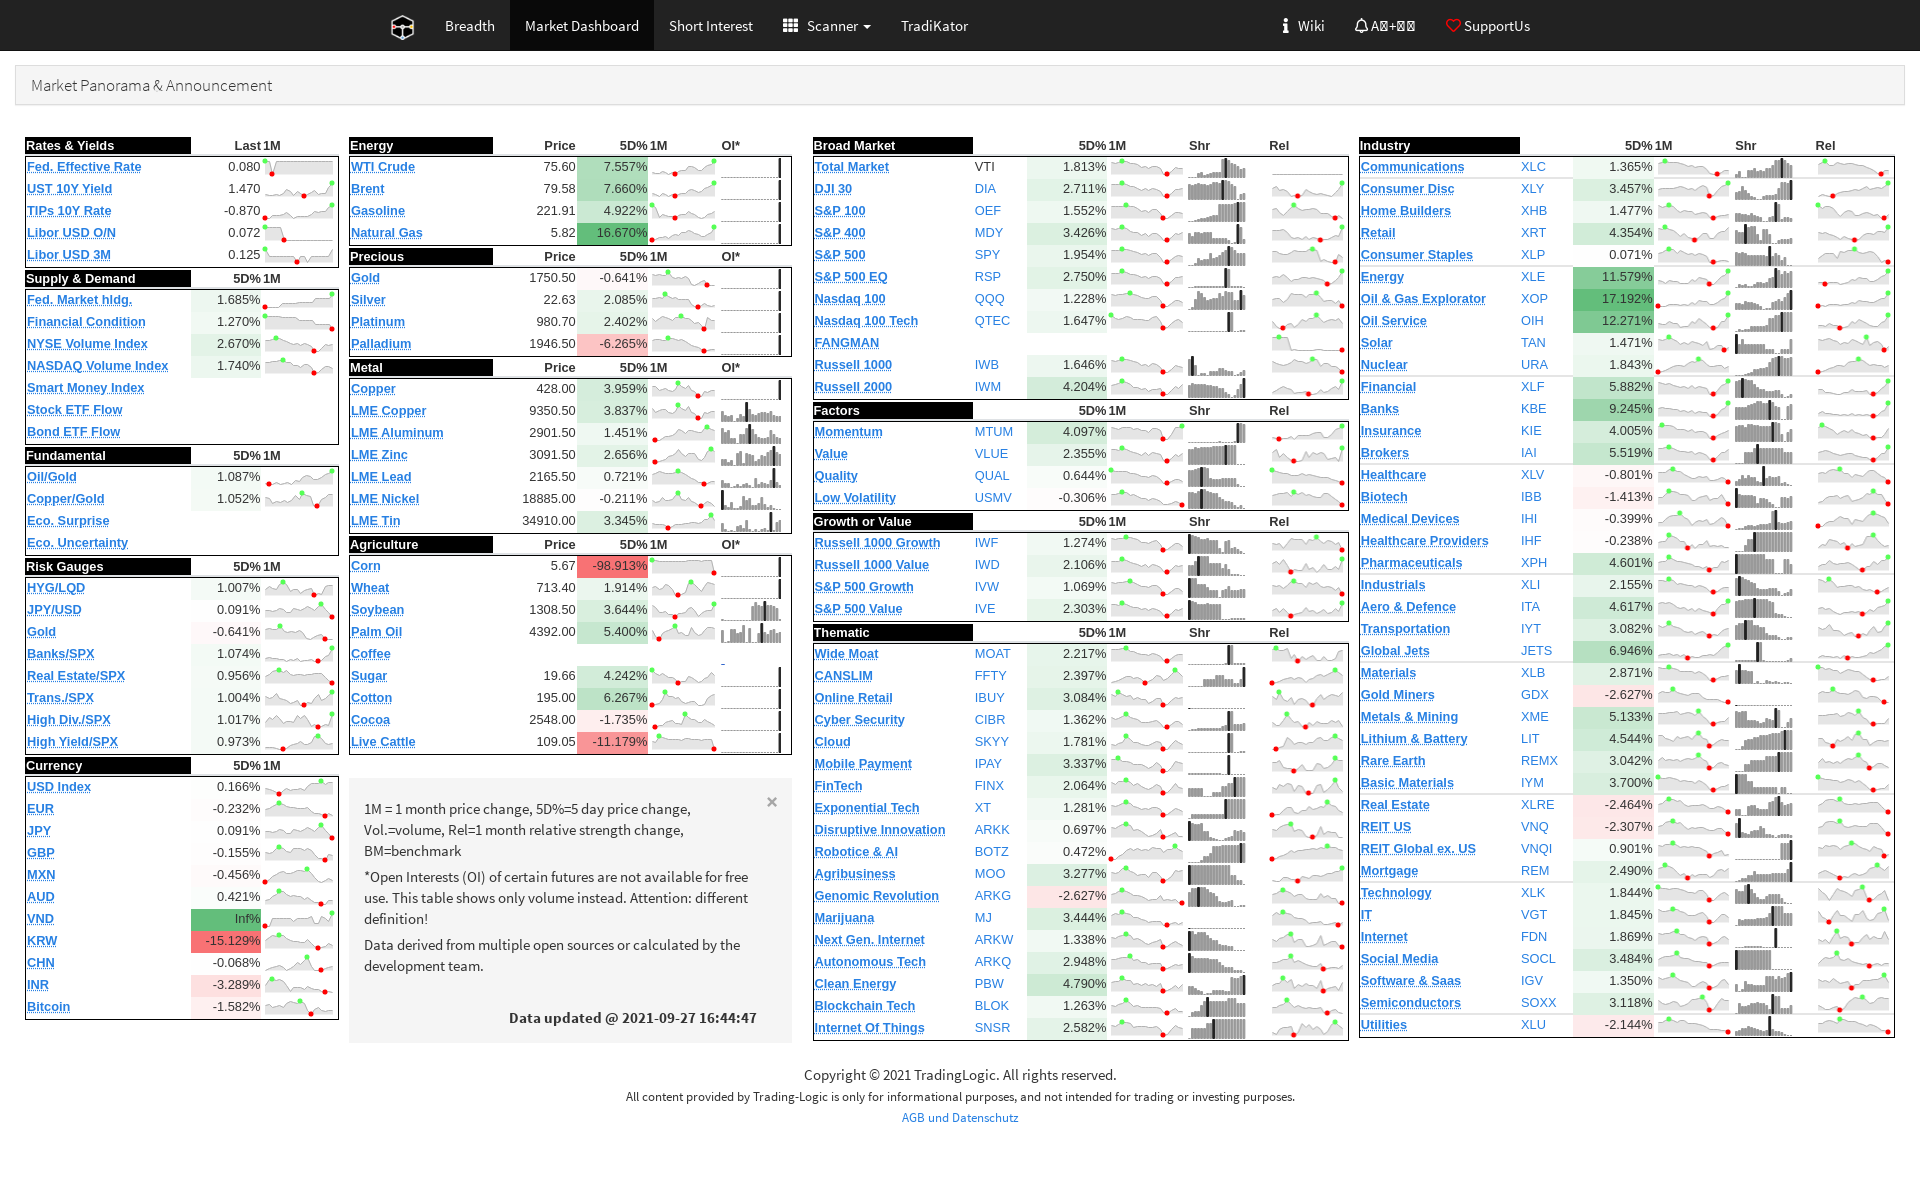 Breadth Market Dashboard Short Interest Scanner TradiKator Wiki SupportUs
Market Panorama & Announcement
Rates & Yields Last 1M
Fed. Effective Rate 0.080
UST 10Y Yield 1.470
TIPs 10Y Rate -0.870
Libor USD O/N 0.072
Libor USD 3M 0.125
Supply & Demand 5D% 1M
Fed. Market hldg. 1.685%
Financial Condition 1.270%
NYSE Volume Index 2.670%
NASDAQ Volume Index 1.740%
Smart Money Index
Stock ETF Flow
Bond ETF Flow
Fundamental 5D% 1M
Oil/Gold 1.087%
Copper/Gold 1.052%
Eco. Surprise
Eco. Uncertainty
Risk Gauges 5D% 1M
HYG/LQD 1.007%
JPY/USD 0.091%
Gold -0.641%
Banks/SPX 1.074%
Real Estate/SPX 0.956%
Trans./SPX 1.004%
High Div./SPX 1.017%
High Yield/SPX 0.973%
Currency 5D% 1M
USD Index 0.166%
EUR -0.232%
JPY 0.091%
GBP -0.155%
MXN -0.456%
AUD 0.421%
VND Inf%
KRW -15.129%
CHN -0.068%
INR -3.289%
Bitcoin -1.582%
Energy Price 5D% 1M OI*
WTI Crude 75.60 7.557%
Brent 79.58 7.660%
Gasoline 221.91 4.922%
Natural Gas 5.82 16.670%
Precious Price 5D% 1M OI*
Gold 1750.50 -0.641%
Silver 22.63 2.085%
Platinum 980.70 2.402%
Palladium 1946.50 -6.265%
Metal Price 5D% 1M OI*
Copper 428.00 3.959%
LME Copper 9350.50 3.837%
LME Aluminum 2901.50 1.451%
LME Zinc 3091.50 2.656%
LME Lead 2165.50 0.721%
LME Nickel 18885.00 -0.211%
LME Tin 34910.00 3.345%
Agriculture Price 5D% 1M OI*
Corn 5.67 -98.913%
Wheat 713.40 1.914%
Soybean 1308.50 3.644%
Palm Oil 4392.00 5.400%
Coffee -
Sugar 19.66 4.242%
Cotton 195.00 6.267%
Cocoa 2548.00 -1.735%
Live Cattle 109.05 -11.179%
×
1M = 1 month price change, 5D%=5 day price change,
Vol.=volume, Rel=1 month relative strength change,
BM=benchmark
*Open Interests (OI) of certain futures are not available for free
use. This table shows only volume instead. Attention: different
definition!
Data derived from multiple open sources or calculated by the
development team.
Data updated @ 2021-09-27 16:44:47
Broad Market 5D% 1M Shr Rel
Total Market VTI 1.813%
DJI 30 DIA 2.711%
S&P 100 OEF 1.552%
S&P 400 MDY 3.426%
S&P 500 SPY 1.954%
S&P 500 EQ RSP 2.750%
Nasdaq 100 QQQ 1.228%
Nasdaq 100 Tech QTEC 1.647%
FANGMAN
Russell 1000 IWB 1.646%
Russell 2000 IWM 4.204%
Factors 5D% 1M Shr Rel
Momentum MTUM 4.097%
Value VLUE 2.355%
Quality QUAL 0.644%
Low Volatility USMV -0.306%
Growth or Value 5D% 1M Shr Rel
Russell 1000 Growth IWF 1.274%
Russell 1000 Value IWD 2.106%
S&P 500 Growth IVW 1.069%
S&P 500 Value IVE 2.303%
Thematic 5D% 1M Shr Rel
Wide Moat MOAT 2.217%
CANSLIM FFTY 2.397%
Online Retail IBUY 3.084%
Cyber Security CIBR 1.362%
Cloud SKYY 1.781%
Mobile Payment IPAY 3.337%
FinTech FINX 2.064%
Exponential Tech XT 1.281%
Disruptive Innovation ARKK 0.697%
Robotice & AI BOTZ 0.472%
Agribusiness MOO 3.277%
Genomic Revolution ARKG -2.627%
Marijuana MJ 3.444%
Next Gen. Internet ARKW 1.338%
Autonomous Tech ARKQ 2.948%
Clean Energy PBW 4.790%
Blockchain Tech BLOK 1.263%
Internet Of Things SNSR 2.582%
Industry 5D% 1M Shr Rel
Communications XLC 1.365%
Consumer Disc XLY 3.457%
Home Builders XHB 1.477%
Retail XRT 4.354%
Consumer Staples XLP 0.071%
Energy XLE 11.579%
Oil & Gas Explorator XOP 17.192%
Oil Service OIH 12.271%
Solar TAN 1.471%
Nuclear URA 1.843%
Financial XLF 5.882%
Banks KBE 9.245%
Insurance KIE 4.005%
Brokers IAI 5.519%
Healthcare XLV -0.801%
Biotech IBB -1.413%
Medical Devices IHI -0.399%
Healthcare Providers IHF -0.238%
Pharmaceuticals XPH 4.601%
Industrials XLI 2.155%
Aero & Defence ITA 4.617%
Transportation IYT 3.082%
Global Jets JETS 6.946%
Materials XLB 2.871%
Gold Miners GDX -2.627%
Metals & Mining XME 5.133%
Lithium & Battery LIT 4.544%
Rare Earth REMX 3.042%
Basic Materials IYM 3.700%
Real Estate XLRE -2.464%
REIT US VNQ -2.307%
REIT Global ex. US VNQI 0.901%
Mortgage REM 2.490%
Technology XLK 1.844%
IT VGT 1.845%
Internet FDN 1.869%
Social Media SOCL 3.484%
Software & Saas IGV 1.350%
Semiconductors SOXX 3.118%
Utilities XLU -2.144%
Copyright © 2021 TradingLogic. All rights reserved.
All content provided by Trading-Logic is only for informational purposes, and not intended for trading or investing purposes.
AGB und Datenschutz